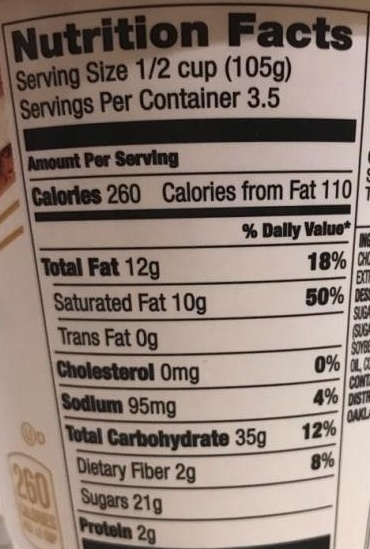 Nutrition Facts
Serving Size 1/2 cup (105g)
Servings Per Container 3.5
Amount Per Serving
Calories 260 Calories from Fat 110
% Daily Value*
Total Fat 12g 18%
Saturated Fat 10g 50%
Trans Fat 0g
Cholesterol 0mg 0%
Sodium 95mg 4%
Total Carbohydrate 35g 12%
Dietary Fiber 2g 8%
Sugars 21g
Protein 2g
260